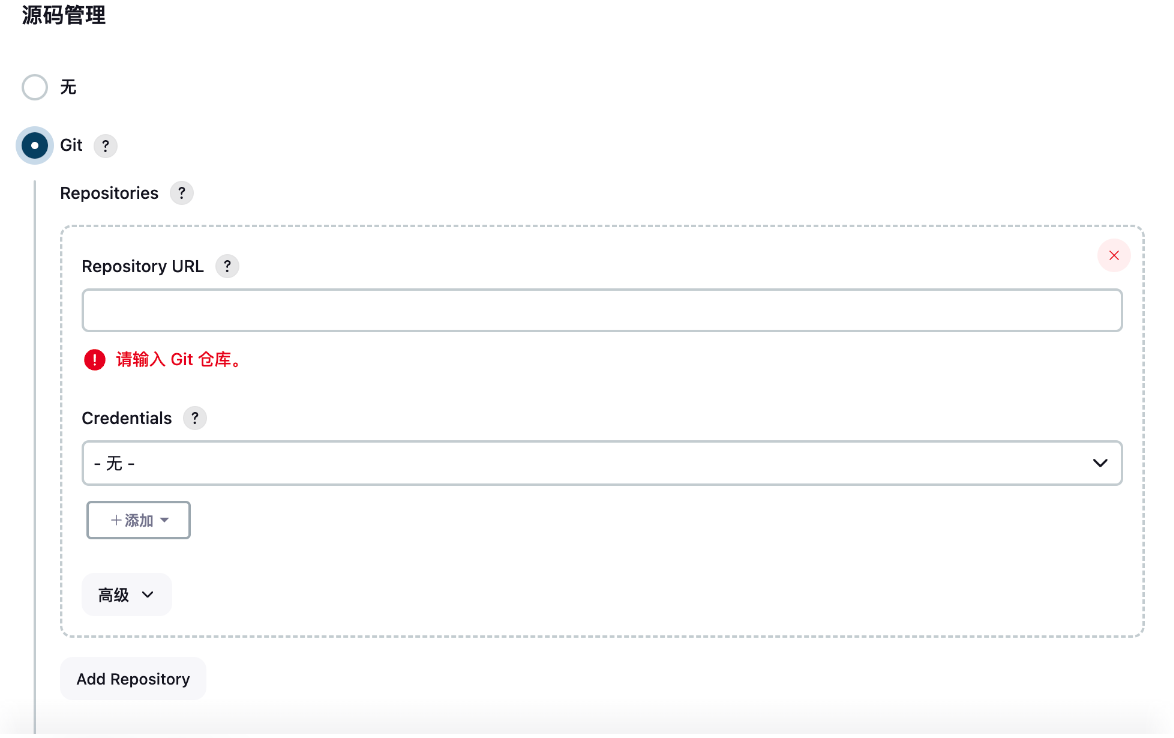 源码管理
无
Git ?
Repositories ?
Repository URL ?
请输入 Git 仓库。
Credentials ?
- 无 -
+添加
高级
Add Repository